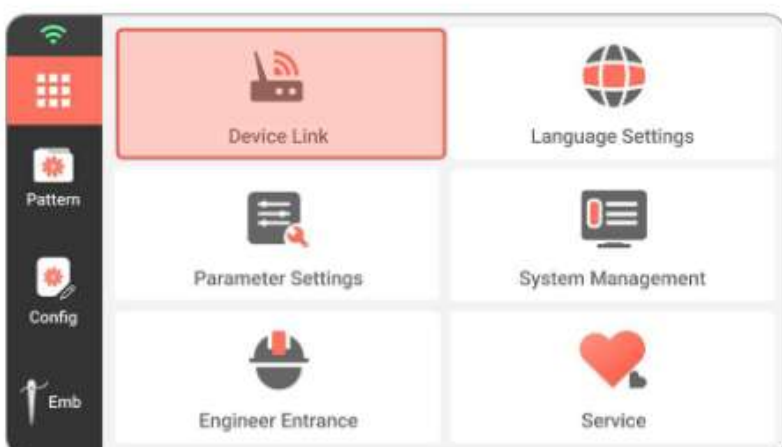 Device Link
Language Settings
Pattern
Parameter Settings
System Management
Config
Emb
Engineer Entrance
Service